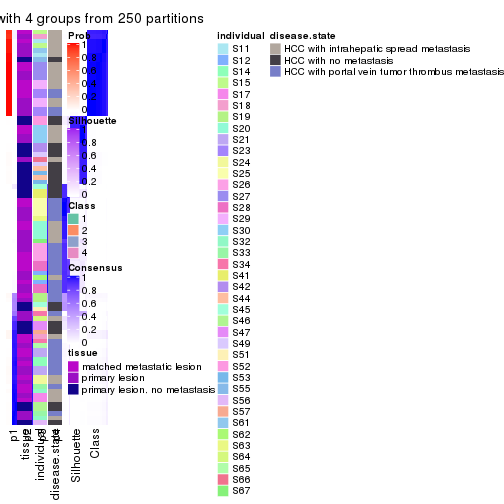 with 4 groups from 250 partitions
Prob
1
0.8
0.6
0.4
0.2
0
Silhouette
1
0.8
0.6
0.4
0.2
0
Class
1
2
3
4
Consensus
1
0.8
0.6
0.4
0.2
0
tissue
matched metastatic lesion
primary lesion
primary lesion. no metastasis
individual
S11
S12
S14
S15
S17
S18
S19
S20
S21
S23
S24
S25
S26
S27
S28
S29
S30
S32
S33
S34
S41
S42
S44
S45
S46
S47
S49
S51
S52
S53
S55
S56
S57
S61
S62
S63
S64
S65
S66
S67
disease.state
HCC with intrahepatic spread metastasis
HCC with no metastasis
HCC with portal vein tumor thrombus metastasis
p1
tissue
individual
disease.state
Silhouette
Class